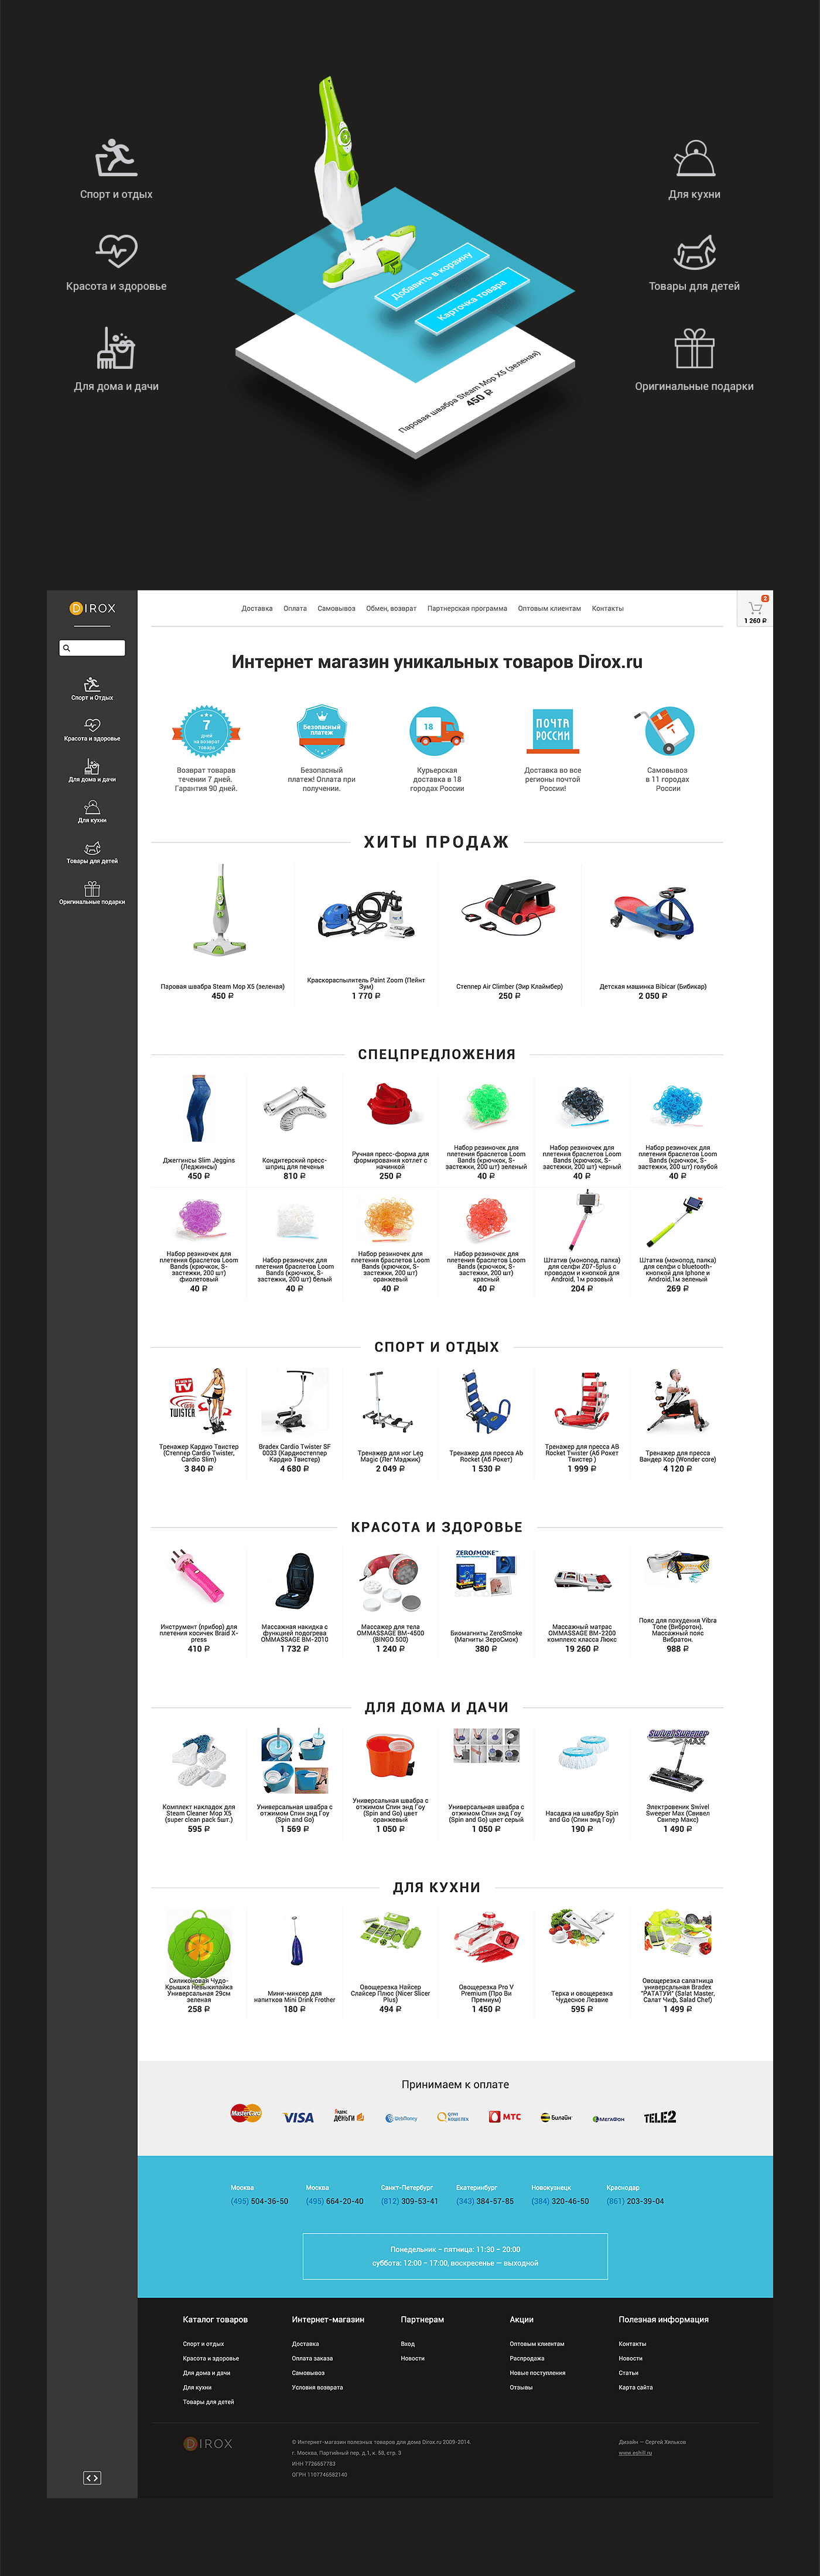 Спорт и отдых
Для кухни
Красота и здоровье
Товары для детей
Для дома и дачи
Оригинальные подарки
Добавить в корзину
Карточка товара
Паровая швабра Steam Mop X5 (зеленая)
450 ₽
DIROX
Доставка Оплата Самовывоз Обмен, возврат Партнерская программа Оптовым клиентам Контакты
2
1 260 ₽
Спорт и Отдых
Красота и здоровье
Для дома и дачи
Для кухни
Товары для детей
Оригинальные подарки
Интернет магазин уникальных товаров Dirox.ru
7
дней
на возврат
товара
Безопасный
платеж
18
ПОЧТА
РОССИИ
Возврат товарав
течении 7 дней.
Гарантия 90 дней.
Безопасный
платеж! Оплата при
получении.
Курьерская
доставка в 18
городах России
Доставка во все
регионы почтой
России!
Самовывоз
в 11 городах
России
ХИТЫ ПРОДАЖ
Паровая швабра Steam Mop X5 (зеленая)
450 ₽
Краскораспылитель Paint Zoom (Пейнт
Зум)
1 770 ₽
Степпер Air Climber (Эир Клаймбер)
250 ₽
Детская машинка Bibicar (Бибикар)
2 050 ₽
СПЕЦПРЕДЛОЖЕНИЯ
Джеггинсы Slim Jeggins
(Леджинсы)
450 ₽
Кондитерский пресс-
шприц для печенья
810 ₽
Ручная пресс-форма для
формирования котлет с
начинкой
250 ₽
Набор резиночек для
плетения браслетов Loom
Bands (крючок, S-
застежки, 200 шт) зеленый
40 ₽
Набор резиночек для
плетения браслетов Loom
Bands (крючок, S-
застежки, 200 шт) черный
40 ₽
Набор резиночек для
плетения браслетов Loom
Bands (крючок, S-
застежки, 200 шт) голубой
40 ₽
Набор резиночек для
плетения браслетов Loom
Bands (крючок, S-
застежки, 200 шт)
фиолетовый
40 ₽
Набор резиночек для
плетения браслетов Loom
Bands (крючок, S-
застежки, 200 шт) белый
40 ₽
Набор резиночек для
плетения браслетов Loom
Bands (крючок, S-
застежки, 200 шт)
оранжевый
40 ₽
Набор резиночек для
плетения браслетов Loom
Bands (крючок, S-
застежки, 200 шт)
красный
40 ₽
Штатив (монопод, палка)
для селфи Z07-5plus с
проводом и кнопкой для
Android, 1м розовый
204 ₽
Штатив (монопод, палка)
для селфи с bluetooth-
кнопкой для Iphone и
Android,1м зеленый
269 ₽
СПОРТ И ОТДЫХ
TV
TWISTER
Тренажер Кардио Твистер
(Степпер Cardio Twister,
Cardio Slim)
3 840 ₽
Bradex Cardio Twister SF
0033 (Кардиостеппер
Кардио Твистер)
4 680 ₽
Тренажер для ног Leg
Magic (Лег Мэджик)
2 049 ₽
Тренажер для пресса Ab
Rocket (Аб Рокет)
1 530 ₽
Тренажер для пресса AB
Rocket Twister (Аб Рокет
Твистер )
1 999 ₽
Тренажер для пресса
Вандер Кор (Wonder core)
4 120 ₽
КРАСОТА И ЗДОРОВЬЕ
ZEROSMOKE
Инструмент (прибор) для
плетения косичек Braid X-
press
410 ₽
Массажная накидка с
функцией подогрева
OMMASSAGE BM-2010
1 732 ₽
Массажер для тела
OMMASSAGE BM-4500
(BINGO 500)
1 240 ₽
Биомагниты ZeroSmoke
(Магниты ЗероСмок)
380 ₽
Массажный матрас
OMMASSAGE BM-2200
комплекс класса Люкс
19 260 ₽
Пояс для похудения Vibra
Tone (Вибротон).
Массажный пояс
Вибратон.
988 ₽
ДЛЯ ДОМА И ДАЧИ
Swivel Sweeper
MAX
Комплект накладок для
Steam Cleaner Mop X5
(super clean pack 5шт.)
595 ₽
Универсальная швабра с
отжимом Спин энд Гоу
(Spin and Go)
1 569 ₽
Универсальная швабра с
отжимом Спин энд Гоу
(Spin and Go) цвет
оранжевый
1 050 ₽
Универсальная швабра с
отжимом Спин энд Гоу
(Spin and Go) цвет серый
1 050 ₽
Насадка на швабру Spin
and Go (Спин энд Гоу)
190 ₽
Электровеник Swivel
Sweeper Max (Свивел
Свипер Макс)
1 490 ₽
ДЛЯ КУХНИ
Силиконовая Чудо-
Крышка Невыкипайка
Универсальная 29см
зеленая
258 ₽
Мини-миксер для
напитков Mini Drink Frother
180 ₽
Овощерезка Найсер
Слайсер Плюс (Nicer Slicer
Plus)
494 ₽
Овощерезка Pro V
Premium (Про Ви
Премиум)
1 450 ₽
Терка и овощерезка
Чудесное Лезвие
595 ₽
Овощерезка салатница
универсальная Bradex
"РАТАТУЙ" (Salat Master,
Салат Чиф, Salad Chef)
1 499 ₽
Принимаем к оплате
MasterCard VISA Яндекс деньги WebMoney QIWI КОШЕЛЕК МТС Билайн МегаФон TELE2
Москва Москва Санкт-Петербург Екатеринбург Новокузнецк Краснодар
(495) 504-36-50 (495) 664-20-40 (812) 309-53-41 (343) 384-57-85 (384) 320-46-50 (861) 203-39-04
Понедельник – пятница: 11:30 – 20:00
суббота: 12:00 – 17:00, воскресенье — выходной
Каталог товаров Интернет-магазин Партнерам Акции Полезная информация
Спорт и отдых Доставка Вход Оптовым клиентам Контакты
Красота и здоровье Оплата заказа Новости Распродажа Новости
Для дома и дачи Самовывоз Новые поступления Статьи
Для кухни Условия возврата Отзывы Карта сайта
Товары для детей
DIROX
© Интернет-магазин полезных товаров для дома Dirox.ru 2009-2014.
г. Москва, Партийный пер. д.1, к. 58, стр. 3
ИНН 7726657783
ОГРН 1107746582140
Дизайн — Сергей Хильков
www.eshill.ru